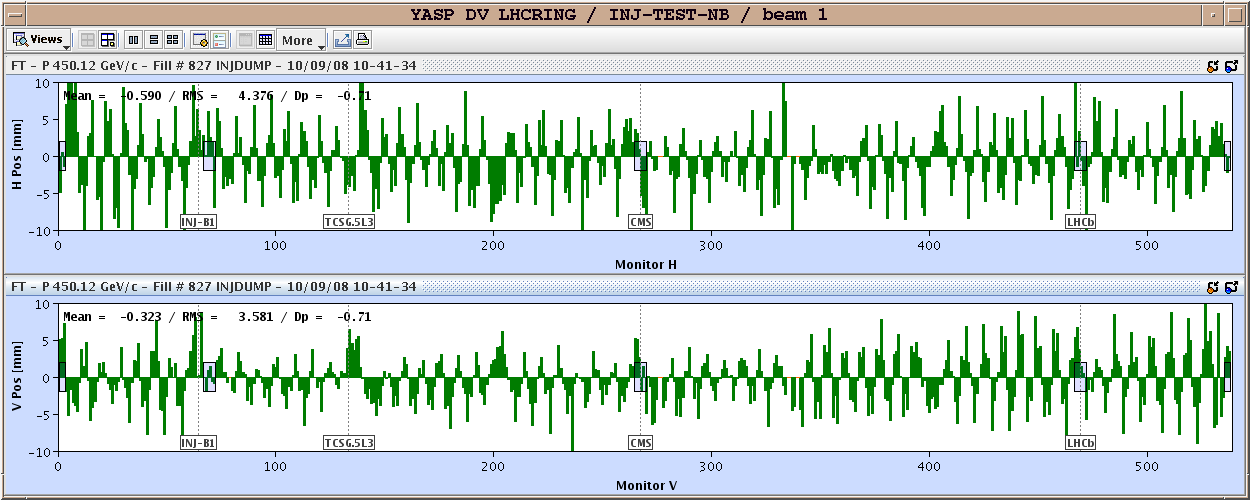 YASP DV LHCRING / INJ-TEST-NB / beam 1
Views More
FT - P 450.12 GeV/c - Fill # 827 INJDUMP - 10/09/08 10-41-34
Mean = -0.590 / RMS = 4.376 / Dp = -0.71
H Pos [mm]
10
5
0
-5
-10
INJ-B1 TCSG.5L3 CMS LHCb
0 100 200 300 400 500
Monitor H
FT - P 450.12 GeV/c - Fill # 827 INJDUMP - 10/09/08 10-41-34
Mean = -0.323 / RMS = 3.581 / Dp = -0.71
V Pos [mm]
10
5
0
-5
-10
INJ-B1 TCSG.5L3 CMS LHCb
0 100 200 300 400 500
Monitor V